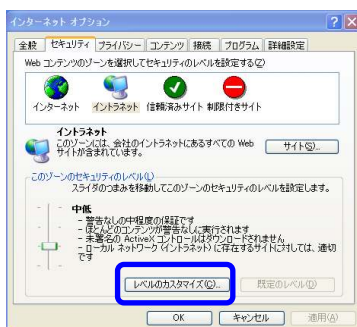 インターネット オプション
全般 セキュリティ プライバシー コンテンツ 接続 プログラム 詳細設定
Web コンテンツのゾーンを選択してセキュリティのレベルを設定する(Z)
インターネット イントラネット 信頼済みサイト 制限付きサイト
イントラネット
このゾーンには、会社のイントラネットにあるすべての Web
サイトが含まれています。
サイト(S)...
このゾーンのセキュリティのレベル(L)
スライダのつまみを移動してこのゾーンのセキュリティのレベルを設定します。
中低
- 警告なしの中程度の保証です
- ほとんどのコンテンツが警告なしに実行されます
- 未署名の ActiveX コントロールはダウンロードされません
- ローカル ネットワーク (イントラネット) に存在するサイトに対しては、適切
です
レベルのカスタマイズ(C)... 既定のレベル(D)
OK キャンセル 適用(A)